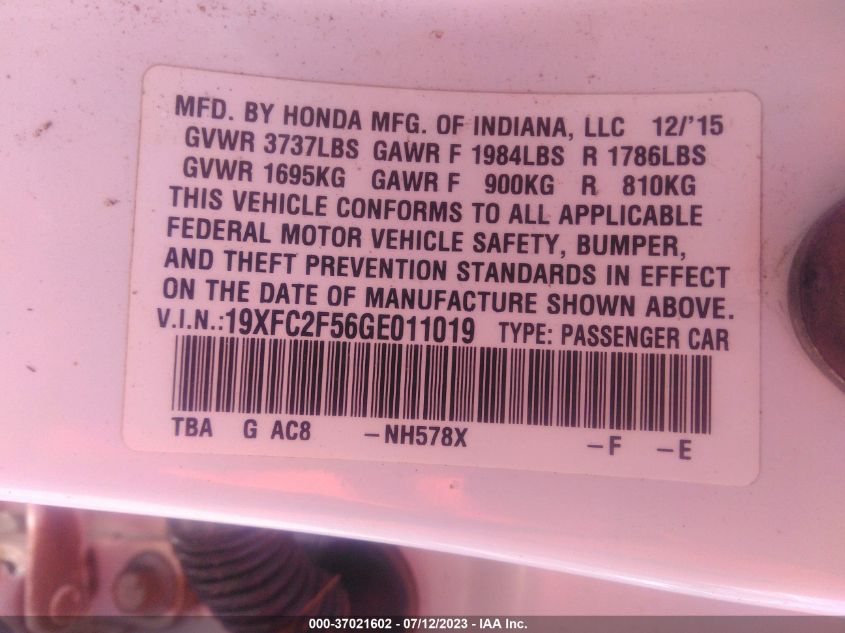 MFD. BY HONDA MFG. OF INDIANA, LLC 12/'15
GVWR 3737LBS GAWR F 1984LBS R 1786LBS
GVWR 1695KG GAWR F 900KG R 810KG
THIS VEHICLE CONFORMS TO ALL APPLICABLE
FEDERAL MOTOR VEHICLE SAFETY, BUMPER,
AND THEFT PREVENTION STANDARDS IN EFFECT
ON THE DATE OF MANUFACTURE SHOWN ABOVE.
V.I.N.:19XFC2F56GE011019 TYPE: PASSENGER CAR
TBA G AC8 -NH578X -F -E
000-37021602 - 07/12/2023 - IAA Inc.